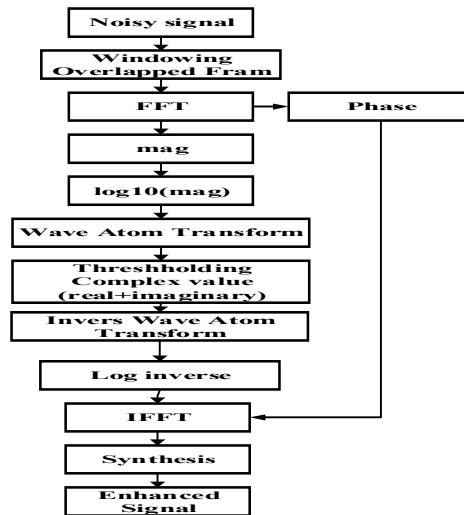 Noisy signal
Windowing
Overlapped Fram
FFT
Phase
mag
log10(mag)
Wave Atom Transform
Threshholding
Complex value
(real+imaginary)
Invers Wave Atom
Transform
Log inverse
IFFT
Synthesis
Enhanced
Signal